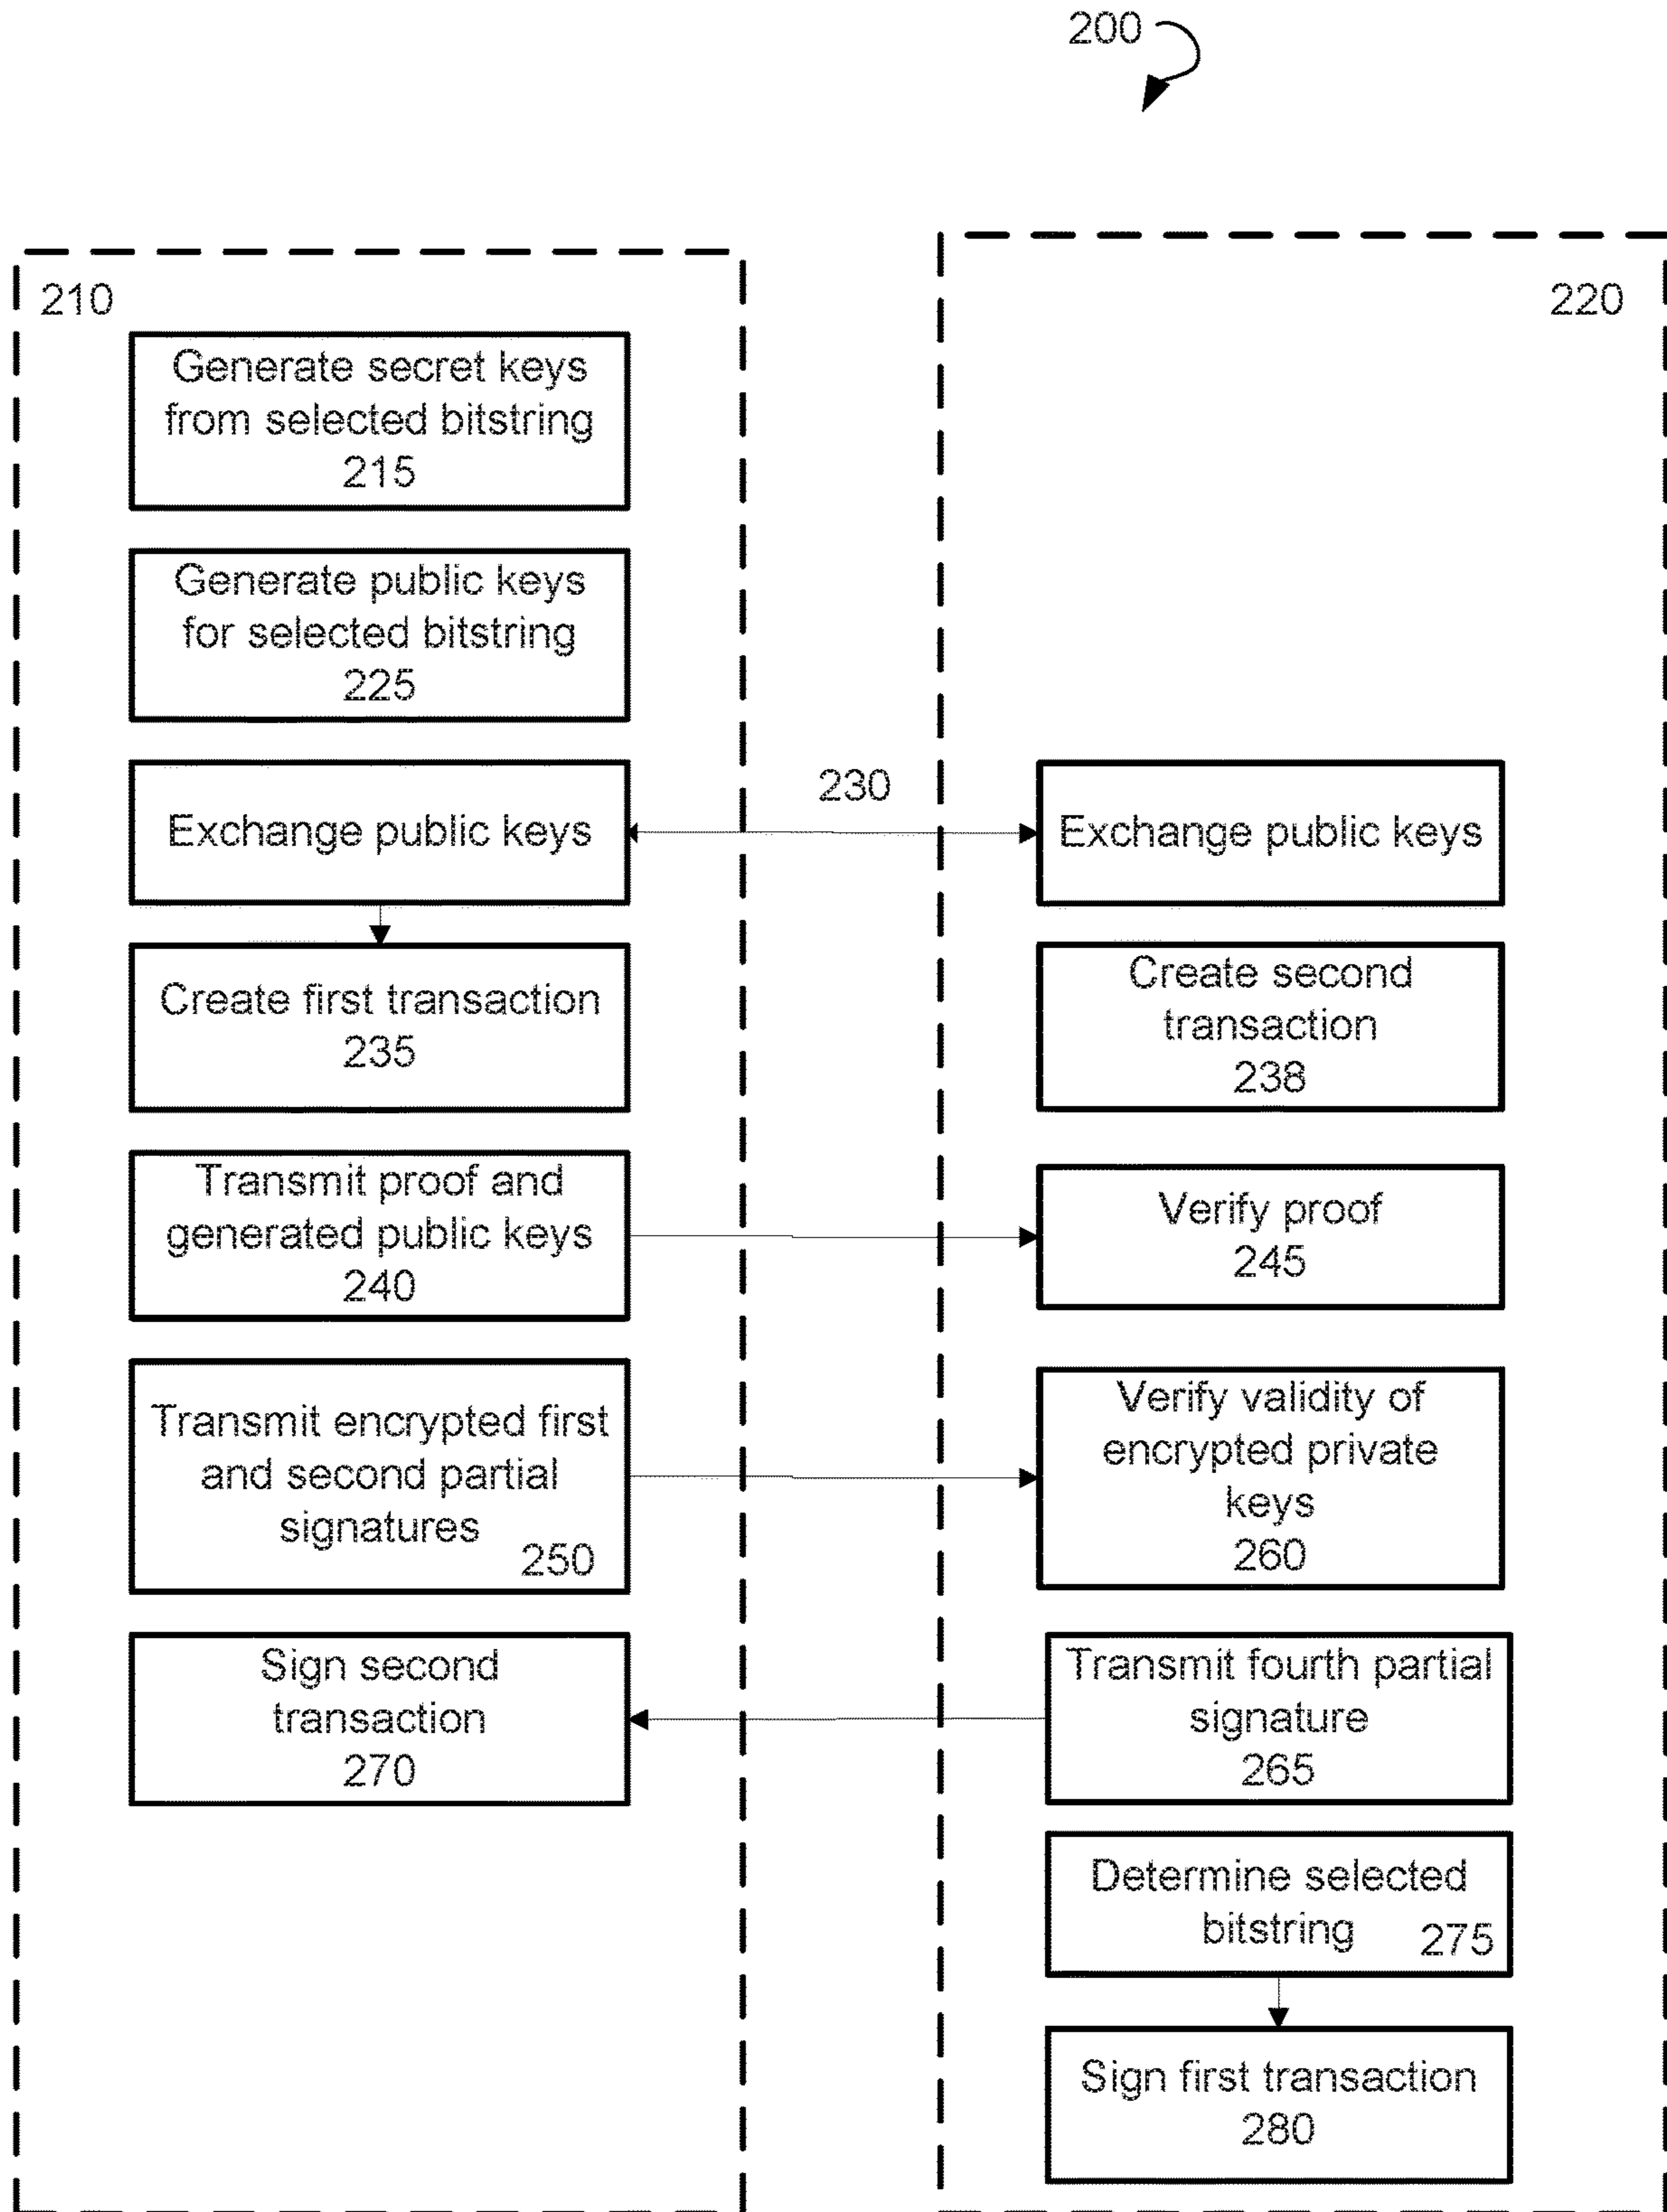 200
210
220
Generate secret keys
from selected bitstring
215
Generate public keys
for selected bitstring
225
Exchange public keys
230
Exchange public keys
Create first transaction
235
Create second
transaction
238
Transmit proof and
generated public keys
240
Verify proof
245
Transmit encrypted first
and second partial
signatures
250
Verify validity of
encrypted private
keys
260
Sign second
transaction
270
Transmit fourth partial
signature
265
Determine selected
bitstring
275
Sign first transaction
280